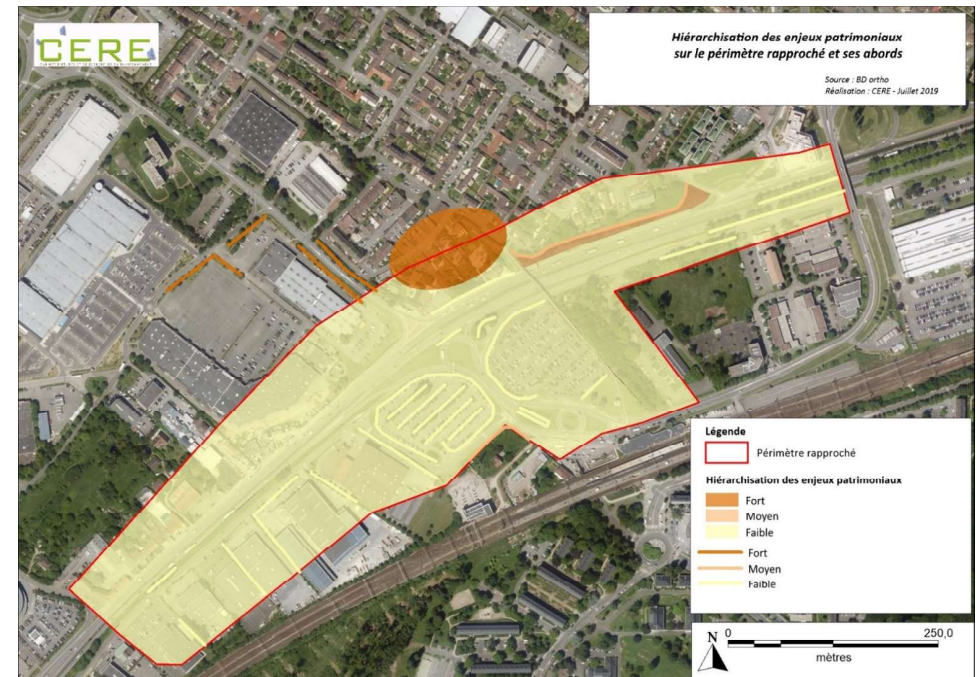 CERE
Hiérarchisation des enjeux patrimoniaux
sur le périmètre rapproché et ses abords
Source : BD ortho
Réalisation : CERE - Juillet 2019
Légende
Périmètre rapproché
Hiérarchisation des enjeux patrimoniaux
Fort
Moyen
Faible
Fort
Moyen
Faible
N
0 250,0
mètres